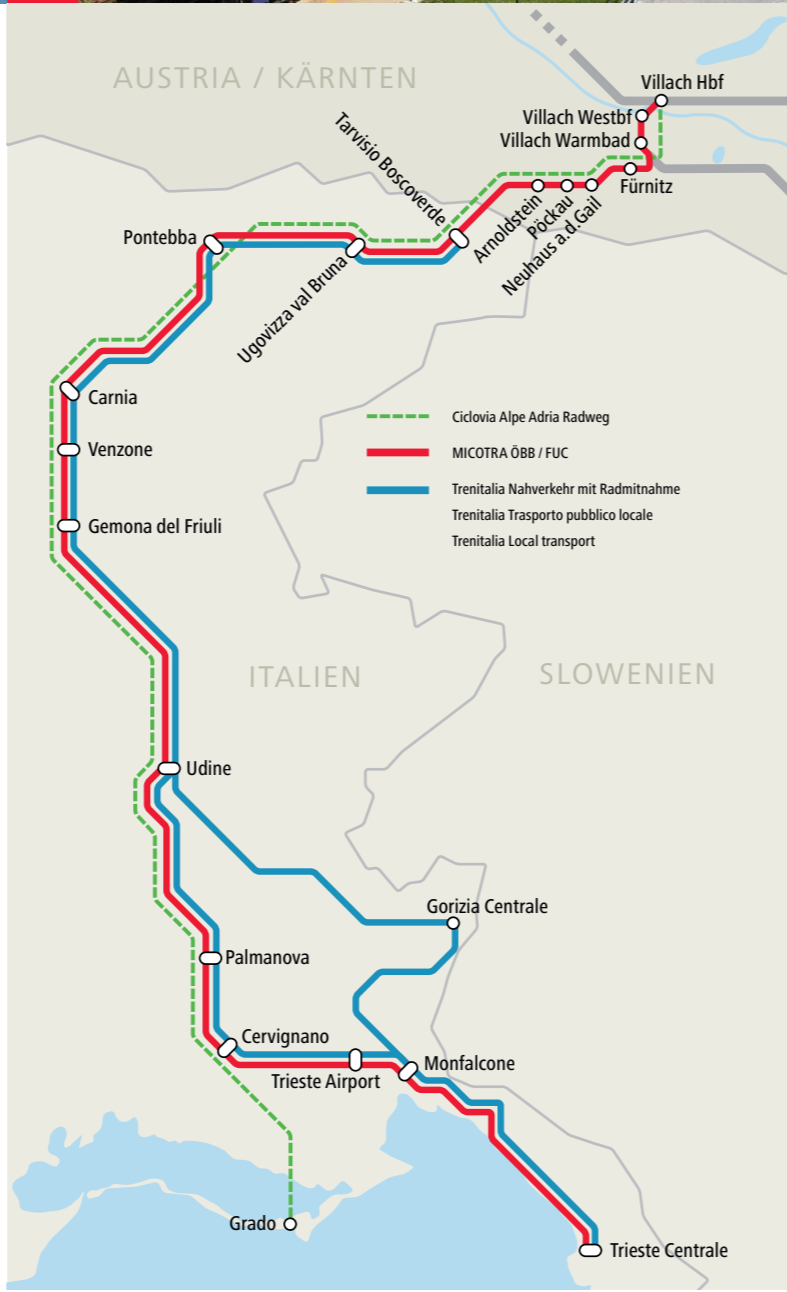 AUSTRIA / KÄRNTEN
Villach Hbf
Villach Westbf
Villach Warmbad
Fürnitz
Neuhaus a.d.Gail
Pöckau
Arnoldstein
Tarvisio Boscoverde
Ugovizza val Bruna
Pontebba
Carnia
Venzone
Gemona del Friuli
Ciclovia Alpe Adria Radweg
MICOTRA ÖBB / FUC
Trenitalia Nahverkehr mit Radmitnahme
Trenitalia Trasporto pubblico locale
Trenitalia Local transport
ITALIEN
SLOWENIEN
Udine
Gorizia Centrale
Palmanova
Cervignano
Trieste Airport
Monfalcone
Grado
Trieste Centrale